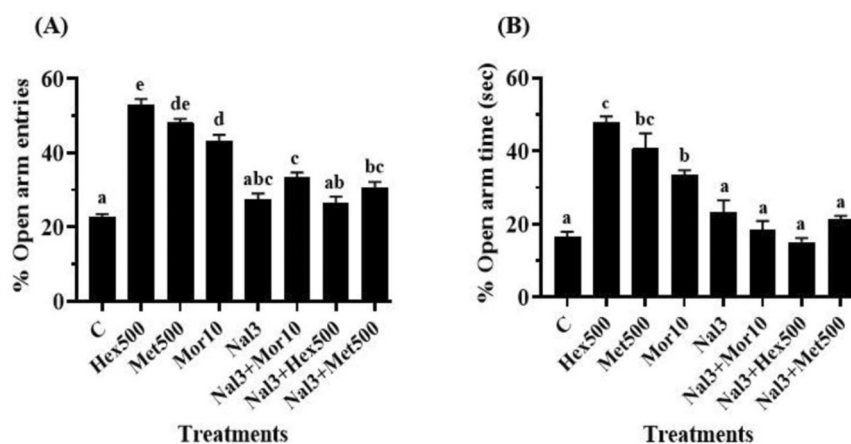 (A)
% Open arm entries
60
40
20
0
a
e
de
d
abc
c
ab
bc
C
Hex500
Met500
Mor10
Nal3
Nal3+Mor10
Nal3+Hex500
Nal3+Met500
Treatments
(B)
% Open arm time (sec)
60
40
20
0
a
c
bc
b
a
a
a
a
C
Hex500
Met500
Mor10
Nal3
Nal3+Mor10
Nal3+Hex500
Nal3+Met500
Treatments